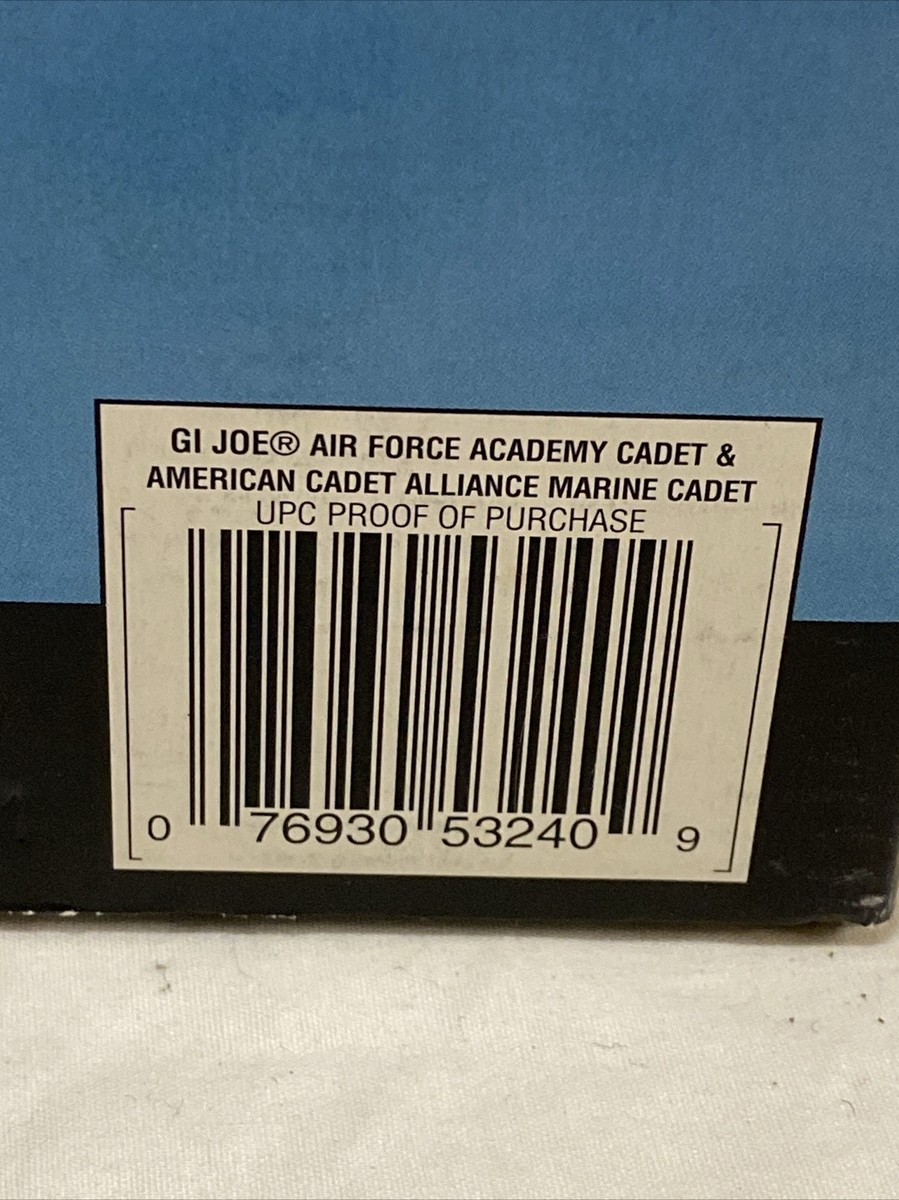 GI JOE® AIR FORCE ACADEMY CADET &
AMERICAN CADET ALLIANCE MARINE CADET
UPC PROOF OF PURCHASE
0 76930 53240 9